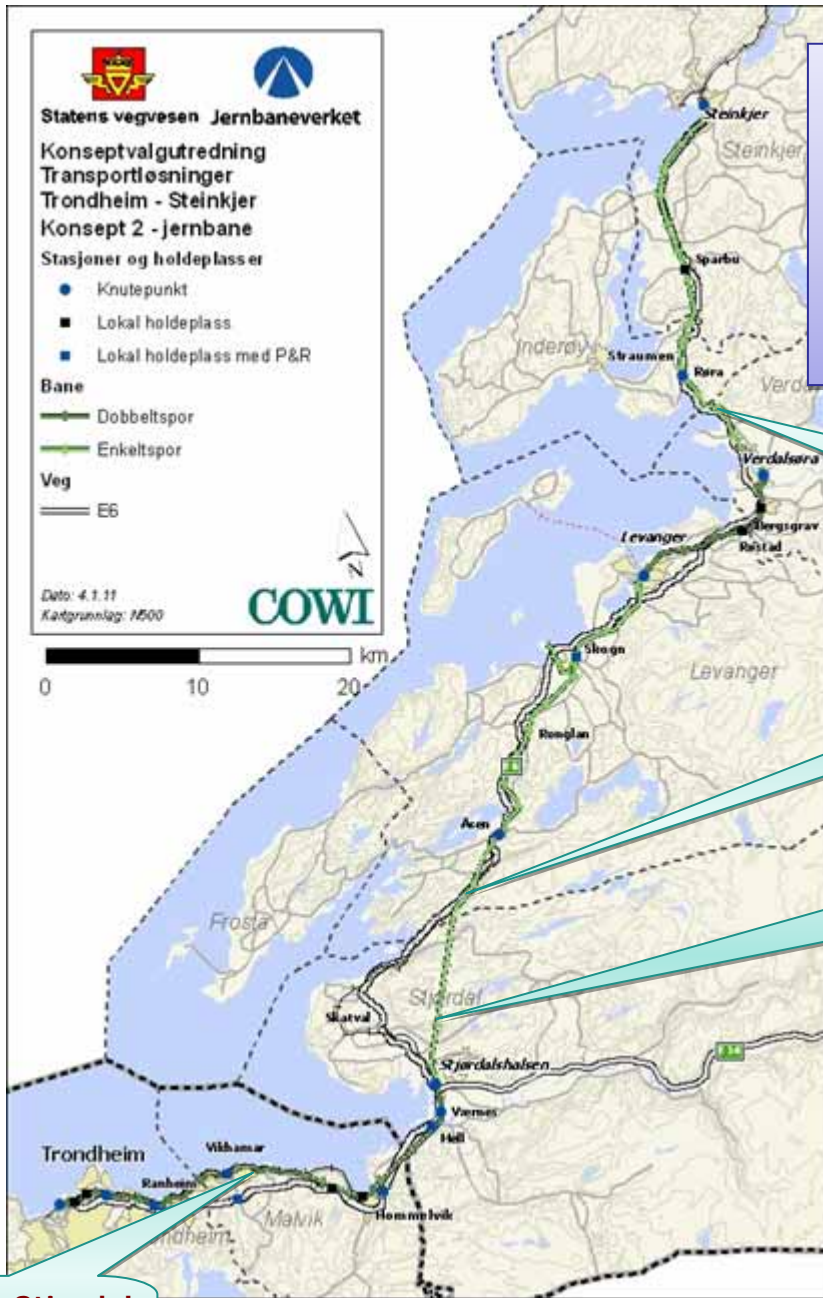 Statens vegvesen Jernbaneverket
Konseptvalgutredning
Transportløsninger
Trondheim - Steinkjer
Konsept 2 - jernbane
Stasjoner og holdeplasser
Knutepunkt
Lokal holdeplass
Lokal holdeplass med P&R
Bane
Dobbeltspor
Enkeltspor
Veg
E6
N
Dato: 4.1.11
Kartgrunnlag: N500
COWI
km
0 10 20
Steinkjer
Steinkjer
Sparbu
Inderøy
Straumen
Røra
Verdal
Verdalsøra
Bergsgrav
Røstad
Levanger
Skogn
Levanger
Ronglan
Åsen
Frosta
Skatval
Stjørdal
Stjørdalshalsen
E14
Værnes
Hell
Trondheim
Vikhamar
Ranheim
Hommelvik
Malvik
Trondheim